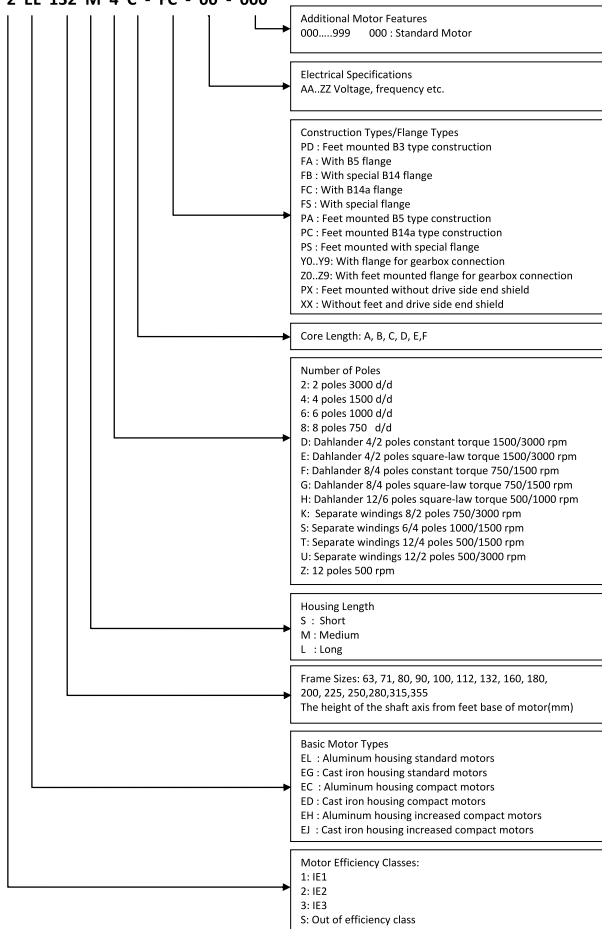 2 EL 132 M 4 C - FC - 00 - 000
Additional Motor Features
000.....999 000 : Standard Motor
Electrical Specifications
AA..ZZ Voltage, frequency etc.
Construction Types/Flange Types
PD : Feet mounted B3 type construction
FA : With B5 flange
FB : With special B14 flange
FC : With B14a flange
FS : With special flange
PA : Feet mounted B5 type construction
PC : Feet mounted B14a type construction
PS : Feet mounted with special flange
Y0..Y9: With flange for gearbox connection
Z0..Z9: With feet mounted flange for gearbox connection
PX : Feet mounted without drive side end shield
XX : Without feet and drive side end shield
Core Length: A, B, C, D, E,F
Number of Poles
2: 2 poles 3000 d/d
4: 4 poles 1500 d/d
6: 6 poles 1000 d/d
8: 8 poles 750 d/d
D: Dahlander 4/2 poles constant torque 1500/3000 rpm
E: Dahlander 4/2 poles square-law torque 1500/3000 rpm
F: Dahlander 8/4 poles constant torque 750/1500 rpm
G: Dahlander 8/4 poles square-law torque 750/1500 rpm
H: Dahlander 12/6 poles square-law torque 500/1000 rpm
K: Separate windings 8/2 poles 750/3000 rpm
S: Separate windings 6/4 poles 1000/1500 rpm
T: Separate windings 12/4 poles 500/1500 rpm
U: Separate windings 12/2 poles 500/3000 rpm
Z: 12 poles 500 rpm
Housing Length
S : Short
M : Medium
L : Long
Frame Sizes: 63, 71, 80, 90, 100, 112, 132, 160, 180,
200, 225, 250,280,315,355
The height of the shaft axis from feet base of motor(mm)
Basic Motor Types
EL : Aluminum housing standard motors
EG : Cast iron housing standard motors
EC : Aluminum housing compact motors
ED : Cast iron housing compact motors
EH : Aluminum housing increased compact motors
EJ : Cast iron housing increased compact motors
Motor Efficiency Classes:
1: IE1
2: IE2
3: IE3
S: Out of efficiency class